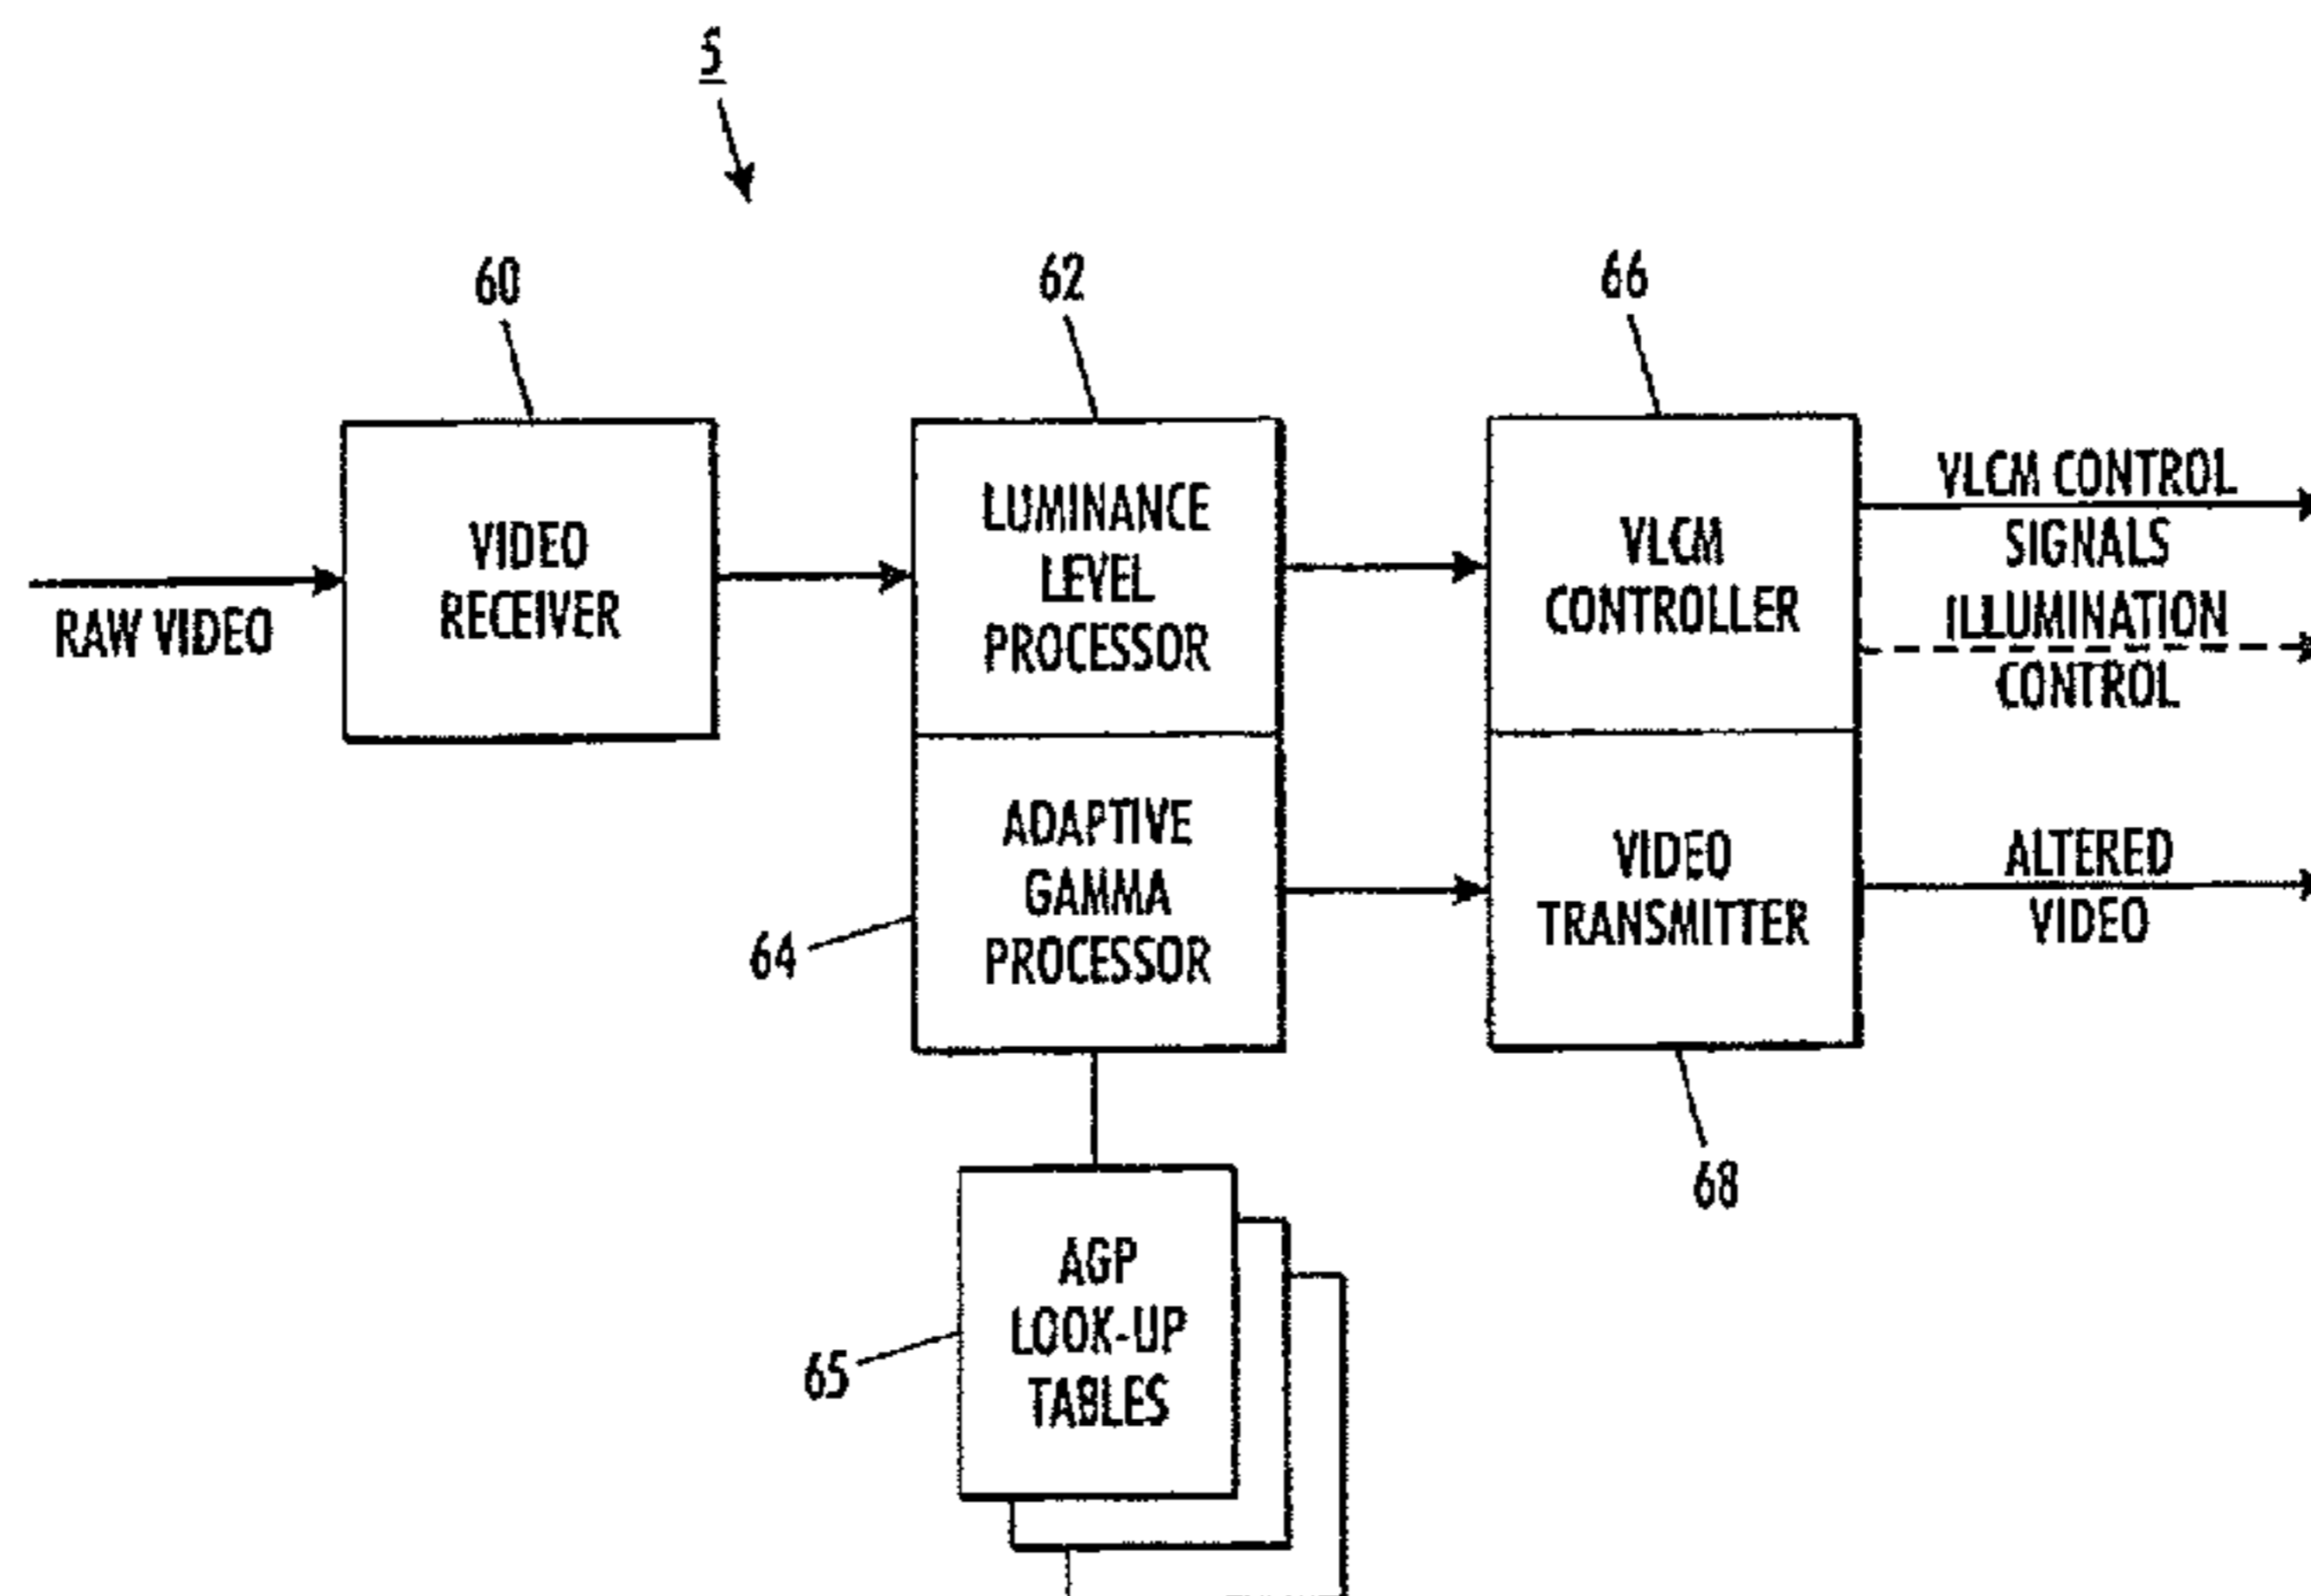 5
60
62
66
RAW VIDEO
VIDEO
RECEIVER
LUMINANCE
LEVEL
PROCESSOR
VLCM
CONTROLLER
VLCM CONTROL
SIGNALS
ILLUMINATION
CONTROL
ADAPTIVE
GAMMA
PROCESSOR
64
VIDEO
TRANSMITTER
ALTERED
VIDEO
68
AGP
LOOK-UP
TABLES
65